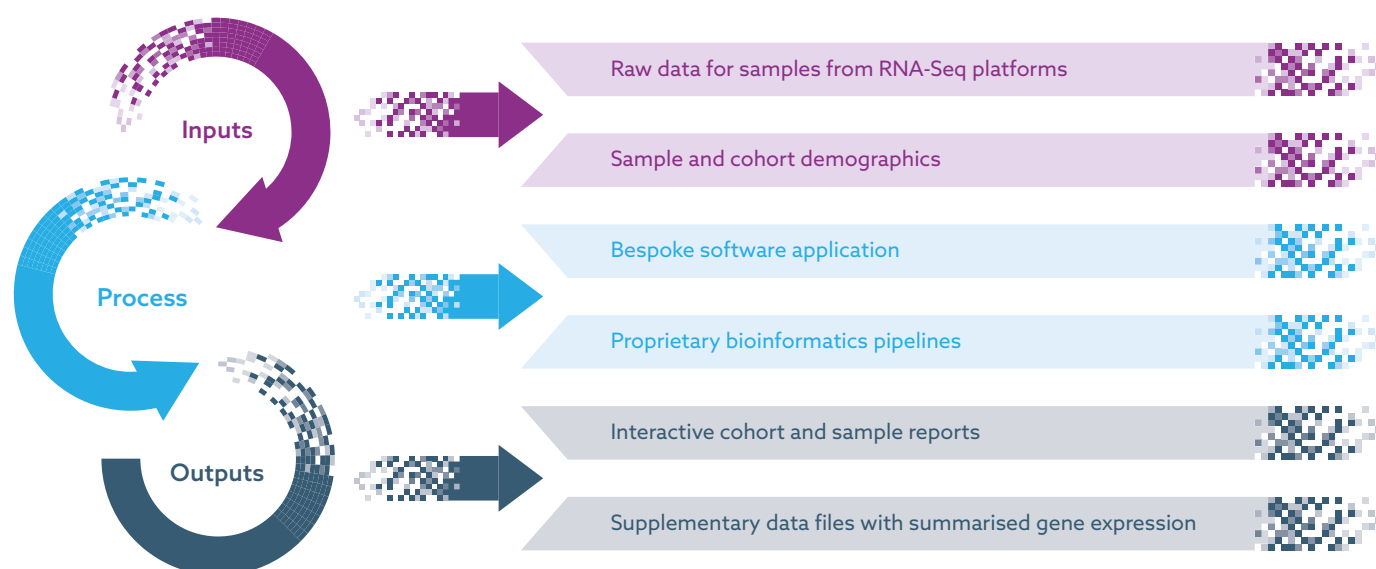 Inputs
Raw data for samples from RNA-Seq platforms
Sample and cohort demographics
Process
Bespoke software application
Proprietary bioinformatics pipelines
Outputs
Interactive cohort and sample reports
Supplementary data files with summarised gene expression